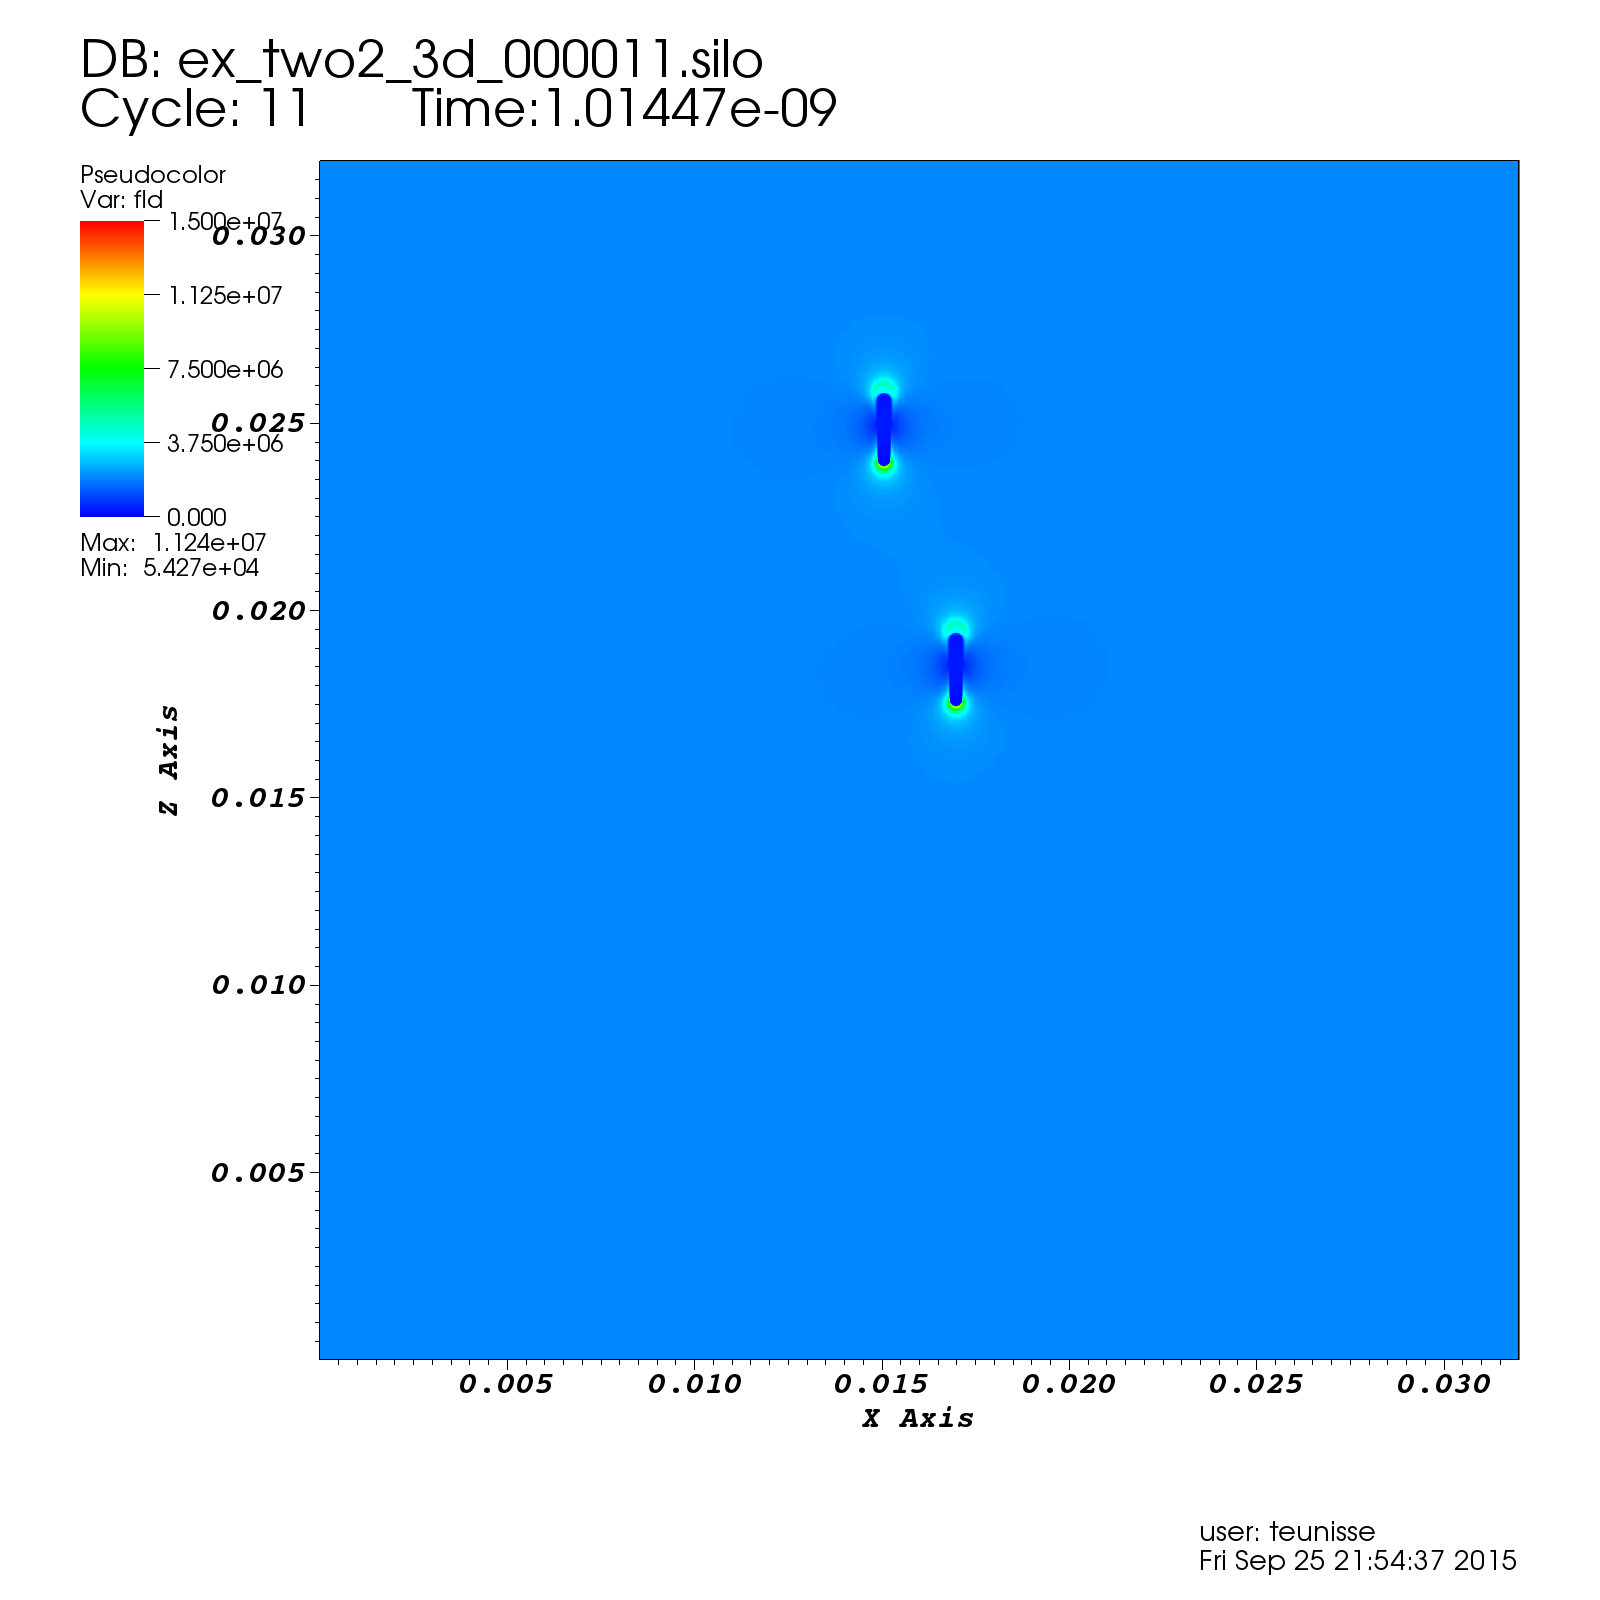 DB: ex_two2_3d_000011.silo
Cycle: 11 Time:1.01447e-09
Pseudocolor
Var: fld
1.500e+07
1.125e+07
7.500e+06
3.750e+06
0.000
Max: 1.124e+07
Min: 5.427e+04
0.030
0.025
0.020
0.015
0.010
0.005
Z Axis
0.005 0.010 0.015 0.020 0.025 0.030
X Axis
user: teunisse
Fri Sep 25 21:54:37 2015